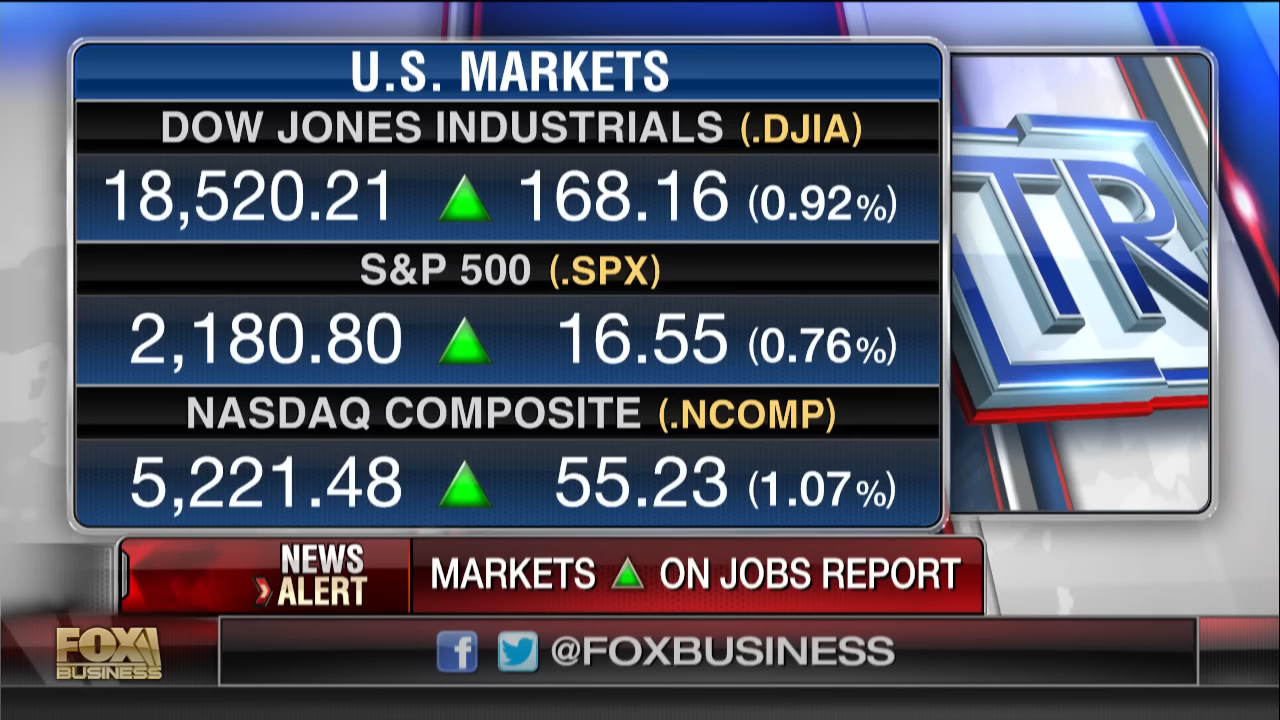 U.S. MARKETS
DOW JONES INDUSTRIALS (.DJIA)
18,520.21 ▲ 168.16 (0.92%)
S&P 500 (.SPX)
2,180.80 ▲ 16.55 (0.76%)
NASDAQ COMPOSITE (.NCOMP)
5,221.48 ▲ 55.23 (1.07%)
TR
NEWS
ALERT
MARKETS ▲ ON JOBS REPORT
FOX
BUSINESS
f @FOXBUSINESS